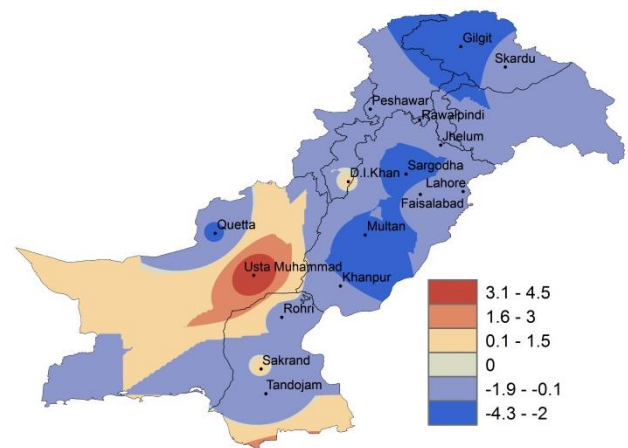 Gilgit
Skardu
Peshawar
Rawalpindi
Jhelum
D.I.Khan
Sargodha
Lahore
Faisalabad
Quetta
Multan
Usta Muhammad
Khanpur
Rohri
Sakrand
Tandojam
3.1 - 4.5
1.6 - 3
0.1 - 1.5
0
-1.9 - -0.1
-4.3 - -2